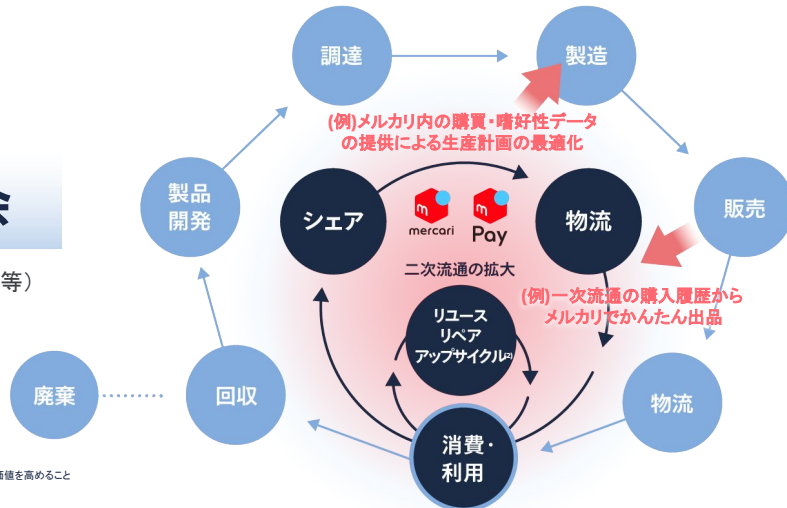 調達
製造
(例)メルカリ内の購買・嗜好性データ
の提供による生産計画の最適化
製品
開発
シェア
mercari
Pay
物流
販売
会
等）
二次流通の拡大
(例)一次流通の購入履歴から
メルカリでかんたん出品
リユース
リペア
アップサイクル(2)
廃棄
回収
物流
消費・
利用
価値を高めること